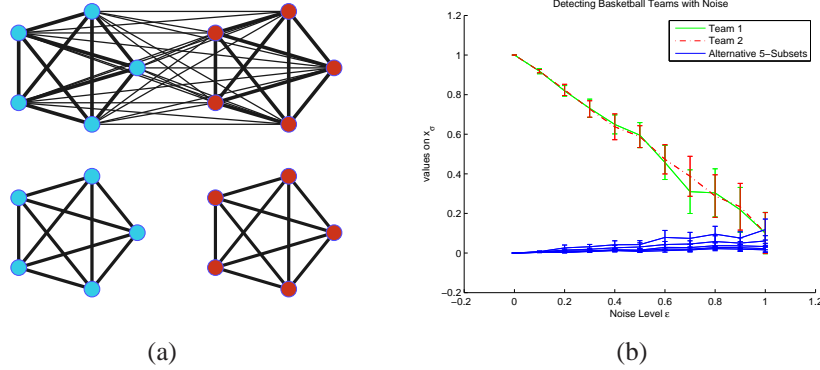 Detecting Basketball Teams with Noise
1.2
1
0.8
0.6
0.4
0.2
0
−0.2
values on xσ
Team 1
Team 2
Alternative 5−Subsets
−0.2 0 0.2 0.4 0.6 0.8 1 1.2
Noise Level ε
(a) (b)